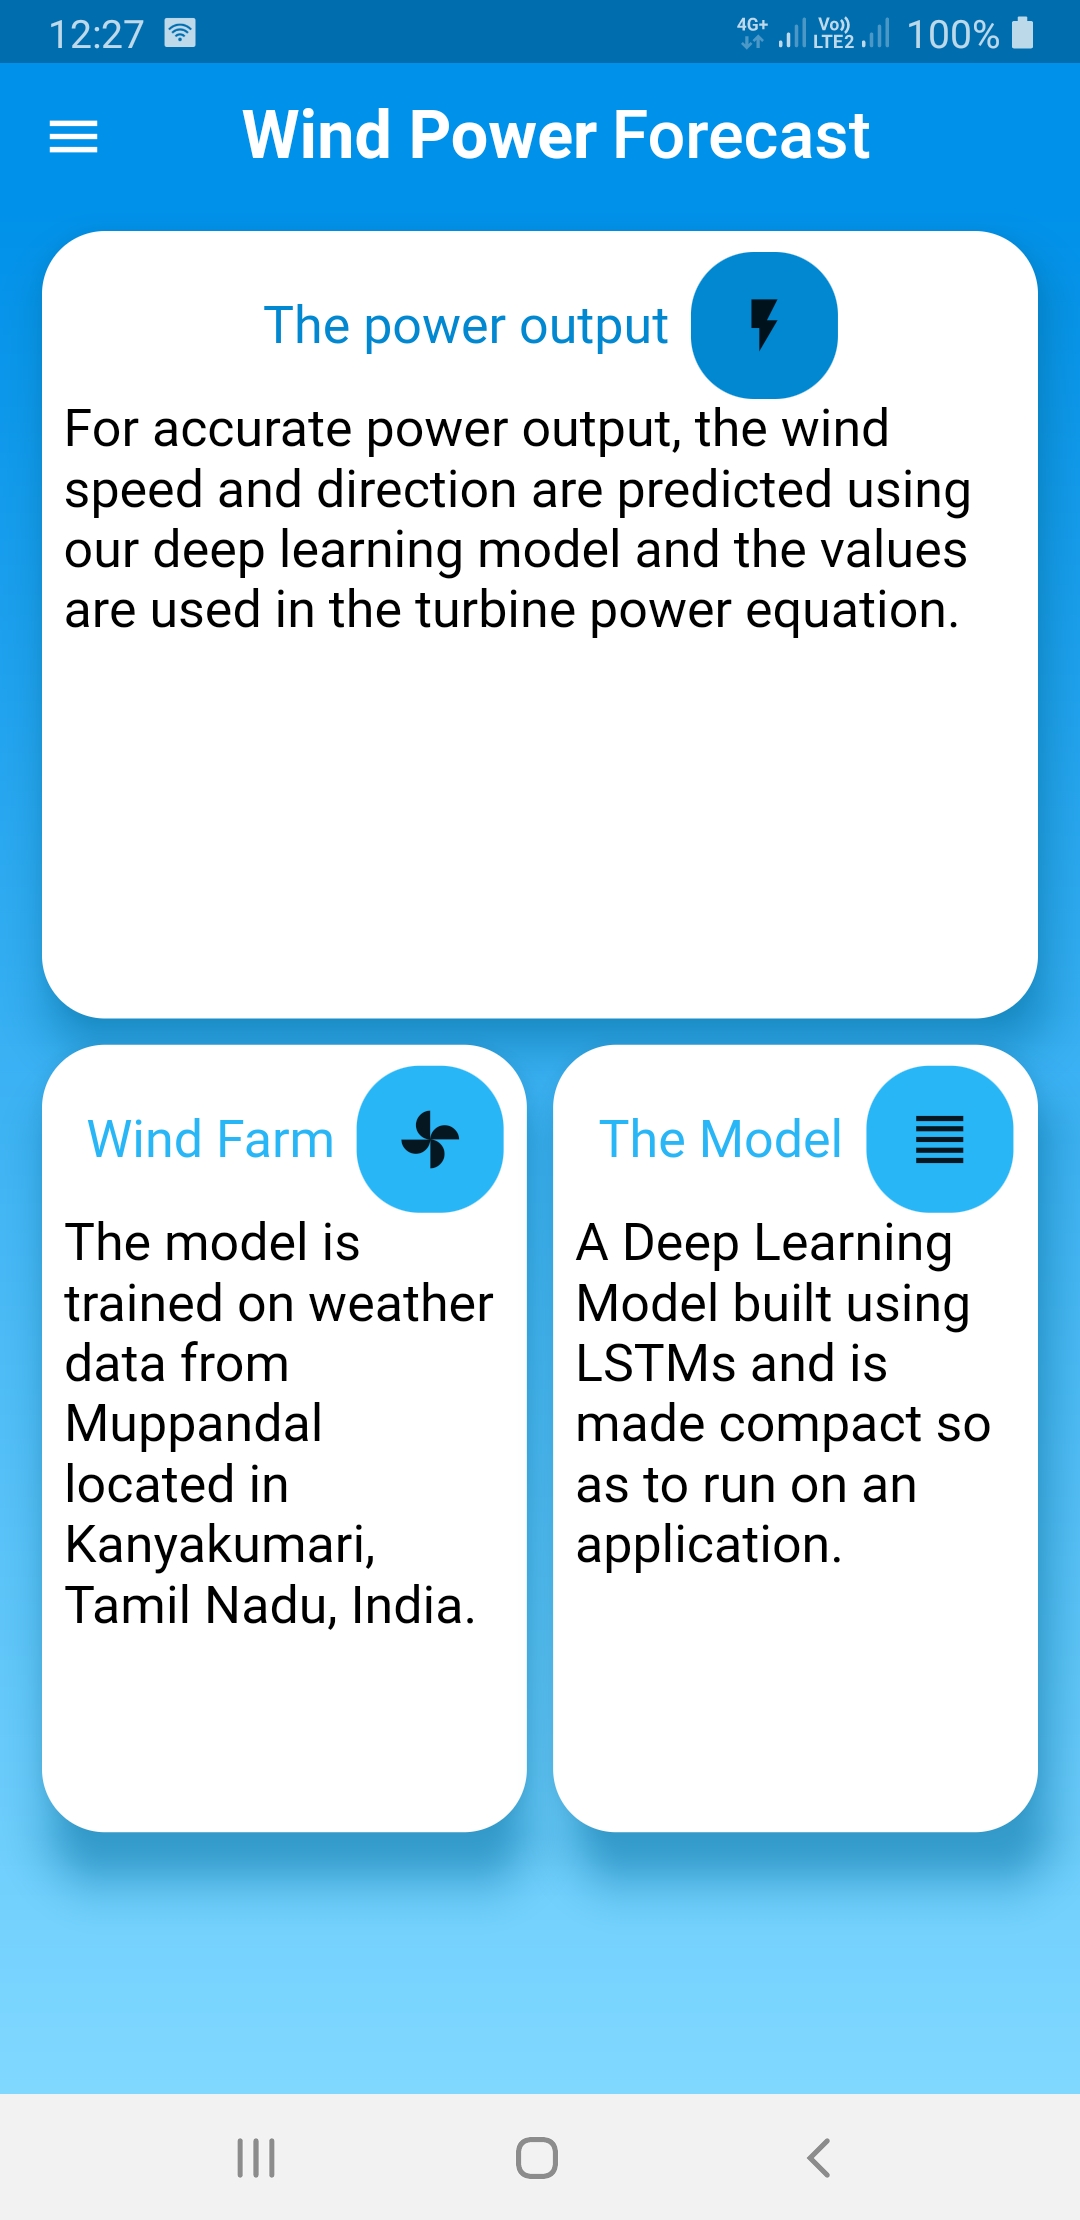 12:27
4G+ Vo)) LTE2 100%
Wind Power Forecast
The power output
For accurate power output, the wind
speed and direction are predicted using
our deep learning model and the values
are used in the turbine power equation.
Wind Farm
The model is
trained on weather
data from
Muppandal
located in
Kanyakumari,
Tamil Nadu, India.
The Model
A Deep Learning
Model built using
LSTMs and is
made compact so
as to run on an
application.